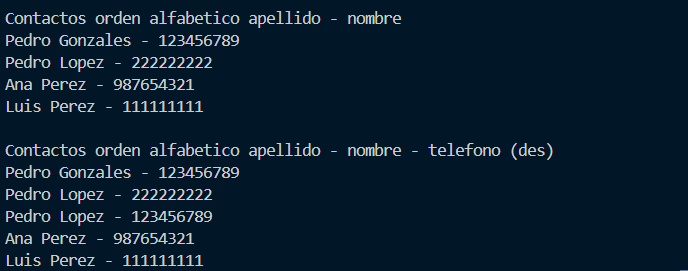 Contactos orden alfabetico apellido - nombre
Pedro Gonzales - 123456789
Pedro Lopez - 222222222
Ana Perez - 987654321
Luis Perez - 111111111

Contactos orden alfabetico apellido - nombre - telefono (des)
Pedro Gonzales - 123456789
Pedro Lopez - 222222222
Pedro Lopez - 123456789
Ana Perez - 987654321
Luis Perez - 111111111